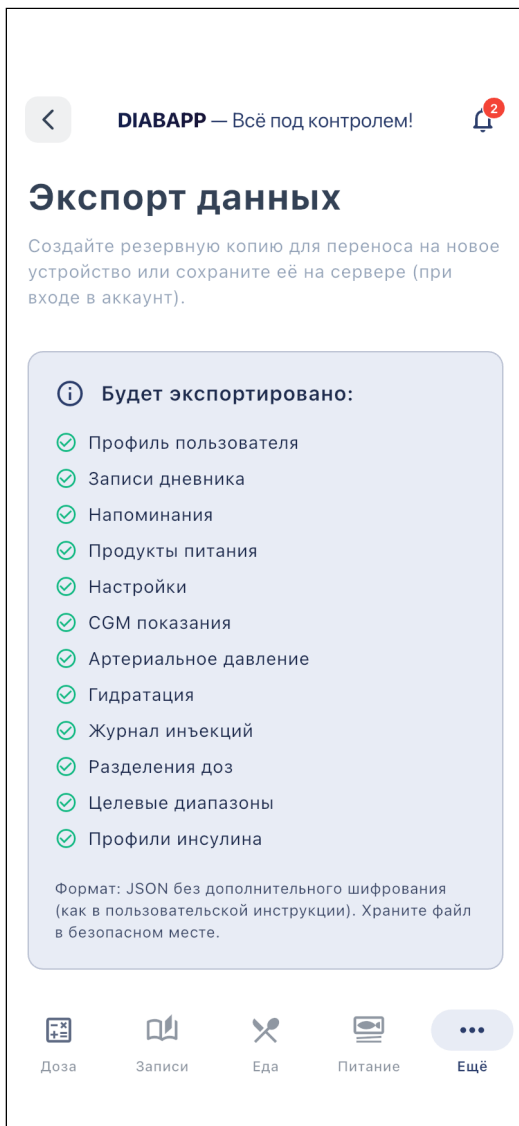 DIABAPP — Всё под контролем!
2
Экспорт данных
Создайте резервную копию для переноса на новое
устройство или сохраните её на сервере (при
входе в аккаунт).
Будет экспортировано:
Профиль пользователя
Записи дневника
Напоминания
Продукты питания
Настройки
CGM показания
Артериальное давление
Гидратация
Журнал инъекций
Разделения доз
Целевые диапазоны
Профили инсулина
Формат: JSON без дополнительного шифрования
(как в пользовательской инструкции). Храните файл
в безопасном месте.
Доза
Записи
Еда
Питание
Ещё